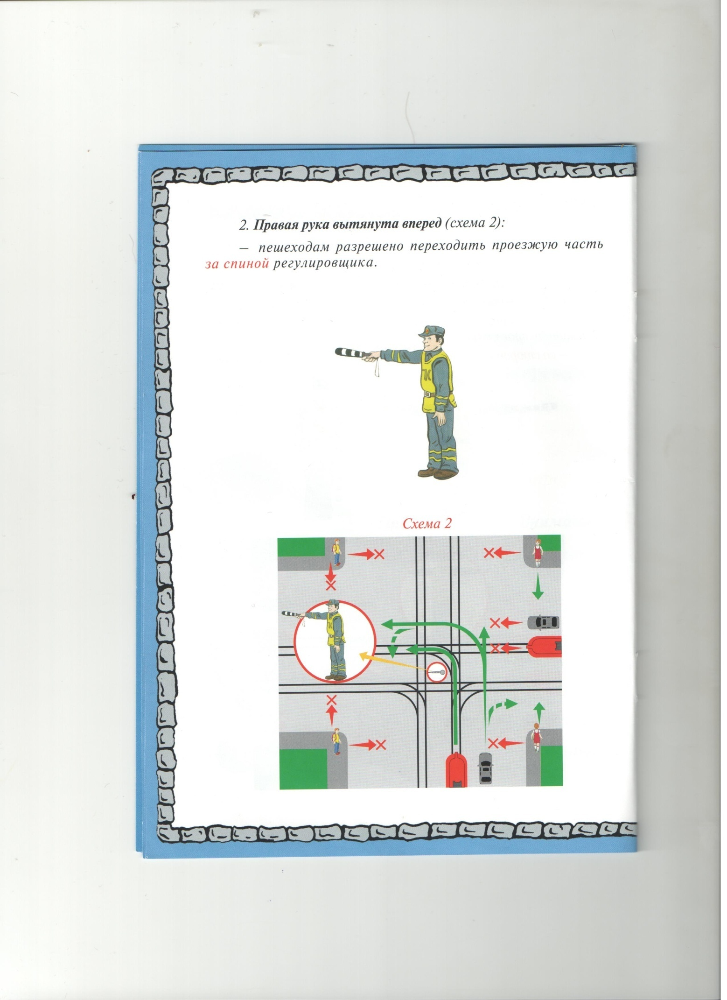 2. Правая рука вытянута вперед (схема 2):
– пешеходам разрешено переходить проезжую часть
за спиной регулировщика.
Схема 2